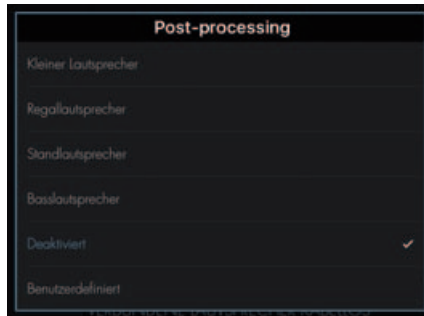 Post-processing
Kleiner Lautsprecher
Regallautsprecher
Standlautsprecher
Basslautsprecher
Deaktiviert
Benutzerdefiniert